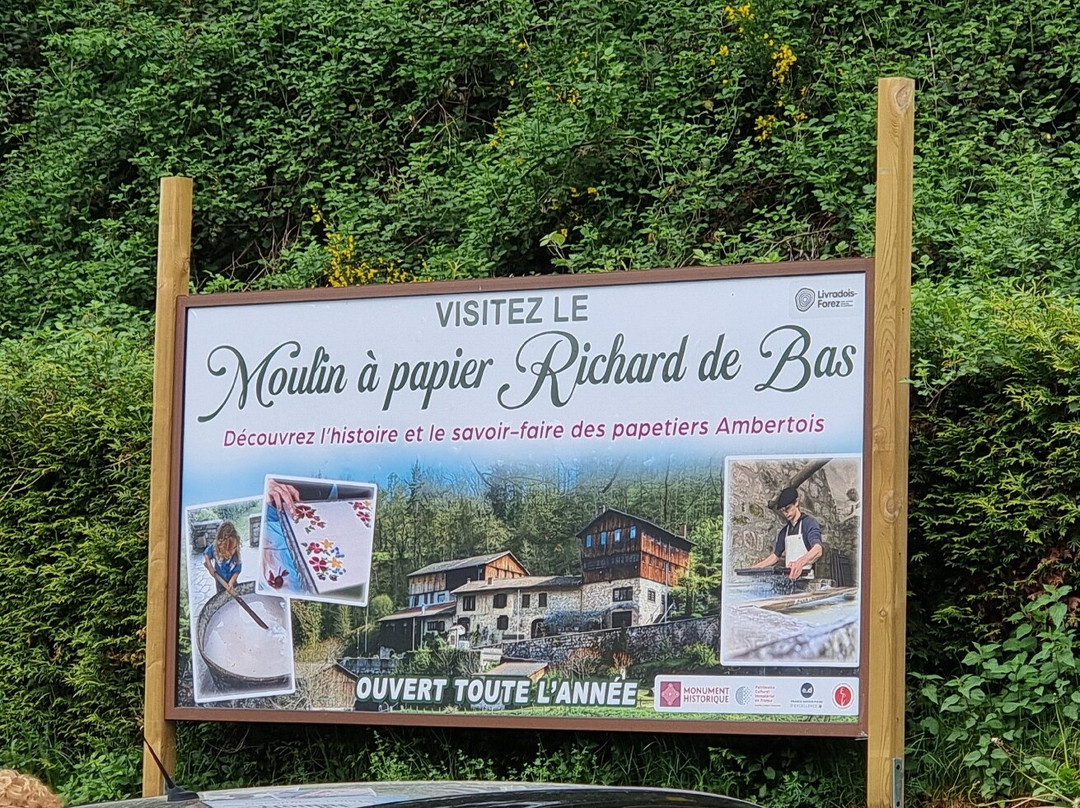 VISITEZ LE
Livradois-
Forez
Moulin à papier Richard de Bas
Découvrez l'histoire et le savoir-faire des papetiers Ambertois
OUVERT TOUTE L'ANNÉE
MONUMENT
HISTORIQUE